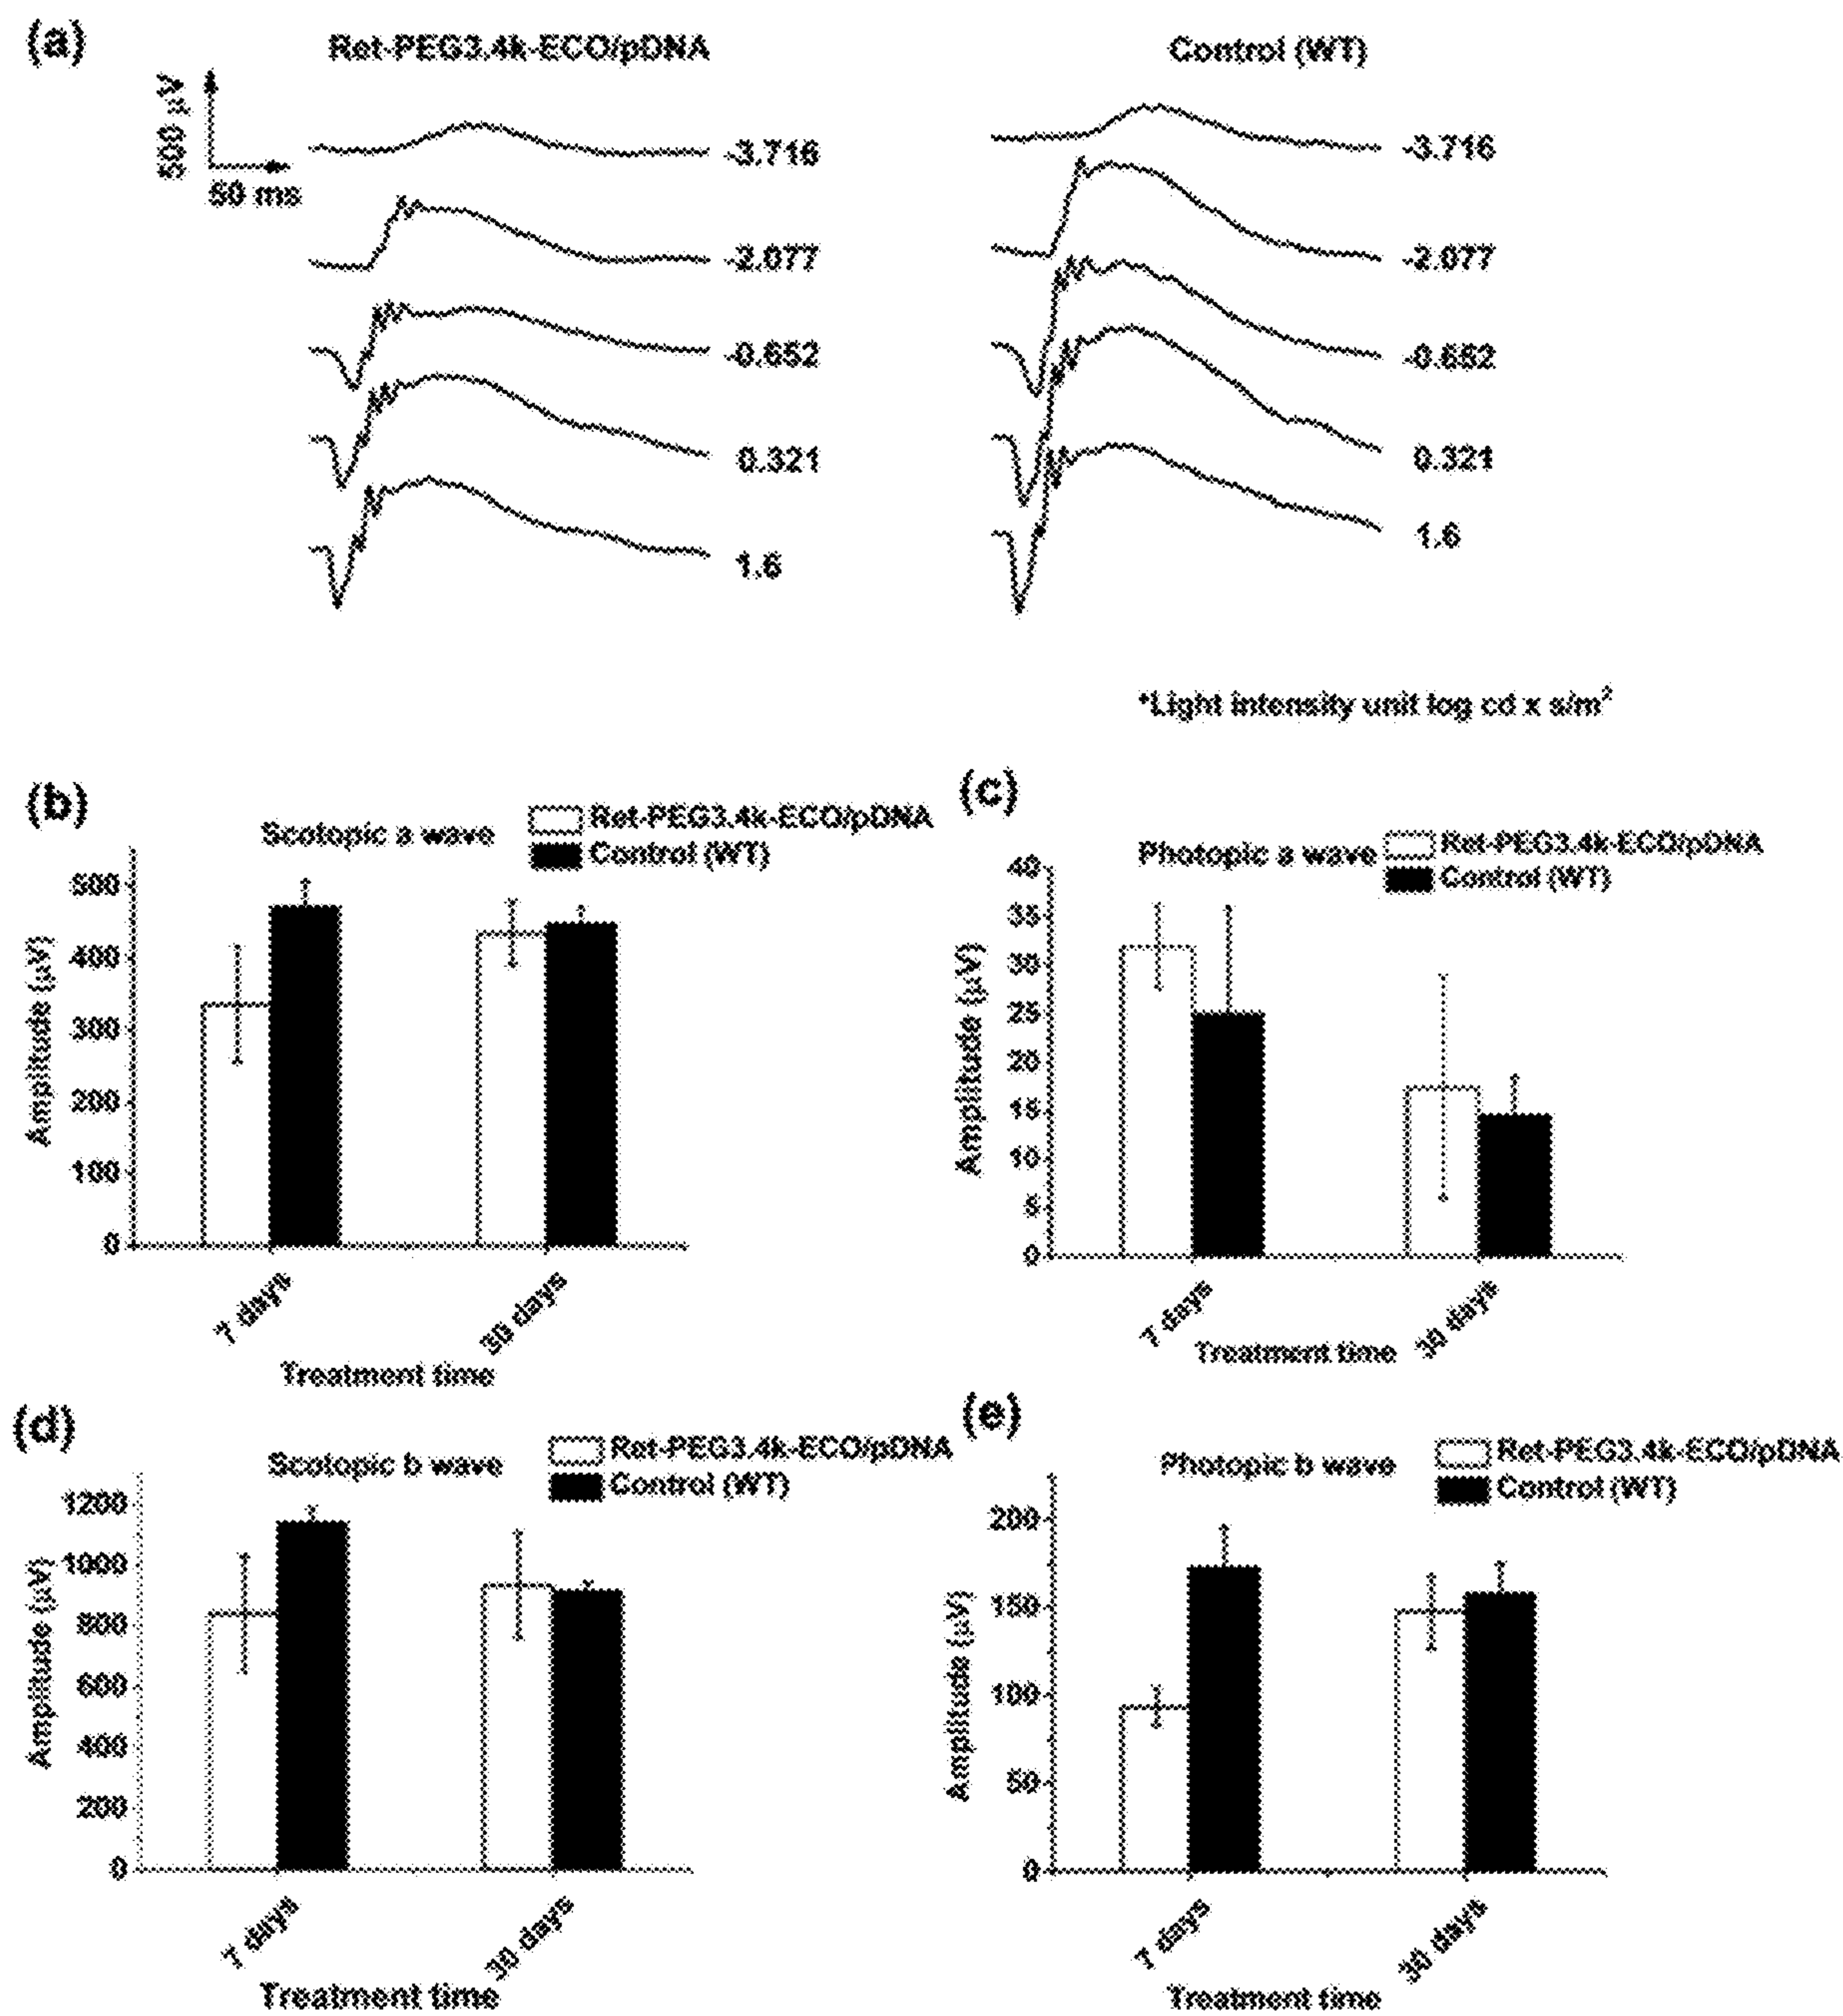 (a)
Ret-PEG3.4k-ECO/pDNA
Control (WT)
500 µV
50 ms
-3.716
-2.077
-0.652
0.321
1.6
-3.716
-2.077
-0.652
0.321
1.6
*Light intensity unit log cd x s/m²
(b)
Scotopic a wave
Ret-PEG3.4k-ECO/pDNA
Control (WT)
Amplitude (µV)
500
400
300
200
100
0
7 days
30 days
Treatment time
(c)
Photopic a wave
Ret-PEG3.4k-ECO/pDNA
Control (WT)
Amplitude (µV)
40
35
30
25
20
15
10
5
0
7 days
30 days
Treatment time
(d)
Scotopic b wave
Ret-PEG3.4k-ECO/pDNA
Control (WT)
Amplitude (µV)
1200
1000
800
600
400
200
0
7 days
30 days
Treatment time
(e)
Photopic b wave
Ret-PEG3.4k-ECO/pDNA
Control (WT)
Amplitude (µV)
200
150
100
50
0
7 days
30 days
Treatment time